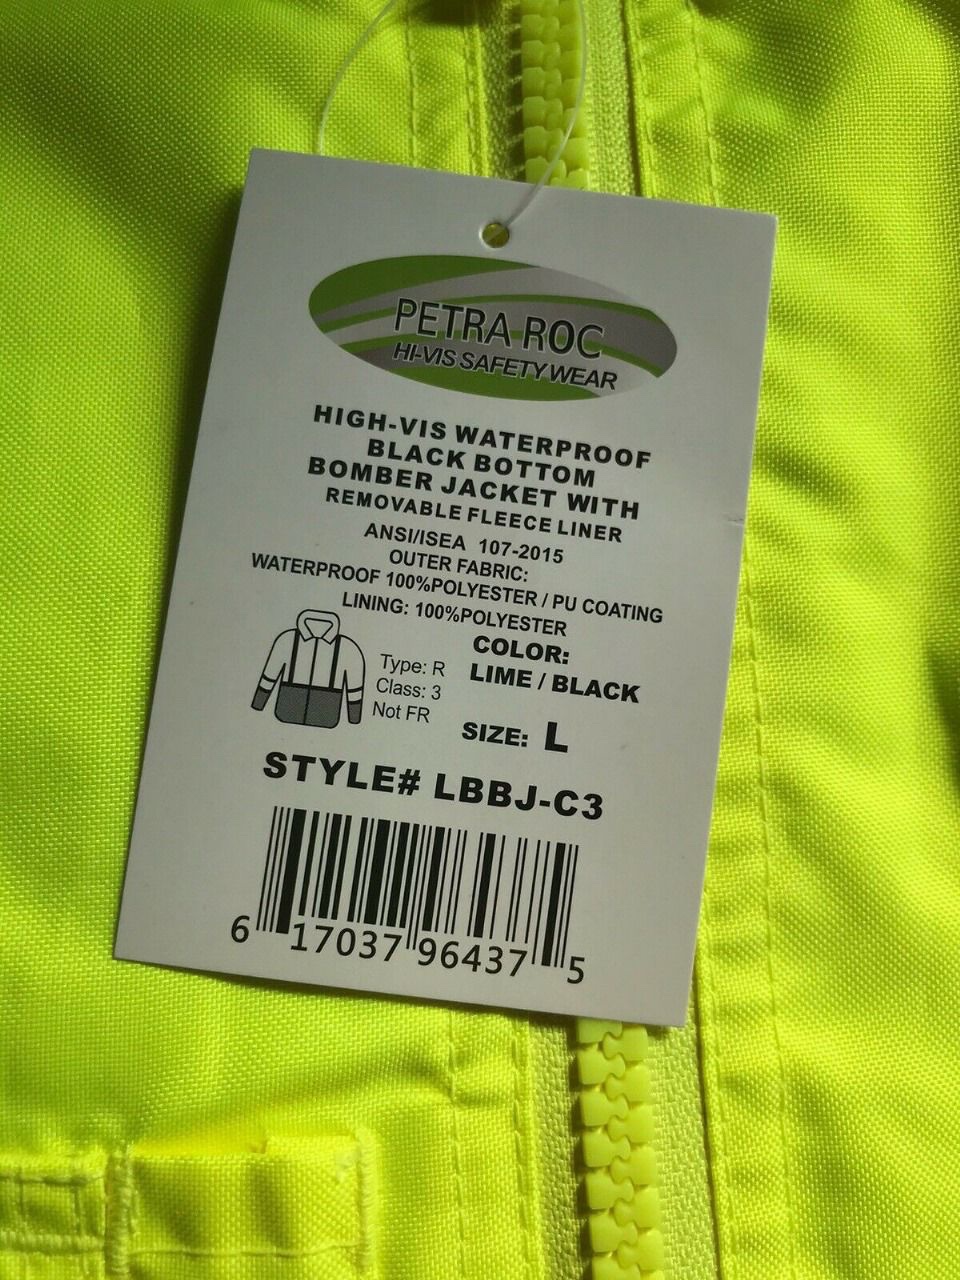 PETRA ROC
HI-VIS SAFETY WEAR
HIGH-VIS WATERPROOF
BLACK BOTTOM
BOMBER JACKET WITH
REMOVABLE FLEECE LINER
ANSI/ISEA 107-2015
OUTER FABRIC:
WATERPROOF 100%POLYESTER / PU COATING
LINING: 100%POLYESTER
COLOR:
LIME / BLACK
Type: R
Class: 3
Not FR
SIZE: L
STYLE# LBBJ-C3
6 17037 96437 5